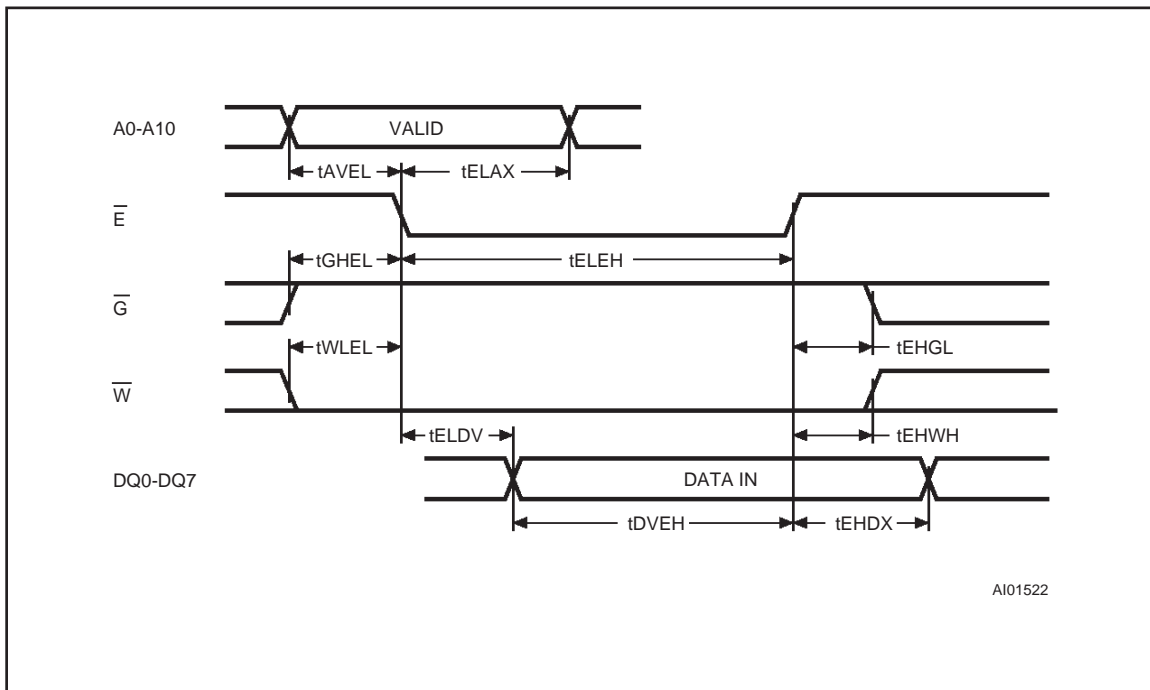 A0-A10
VALID
tAVEL
tELAX
E
tGHEL
tELEH
G
tWLEL
tEHGL
W
tELDV
tEHWH
DQ0-DQ7
DATA IN
tDVEH
tEHDX
AI01522